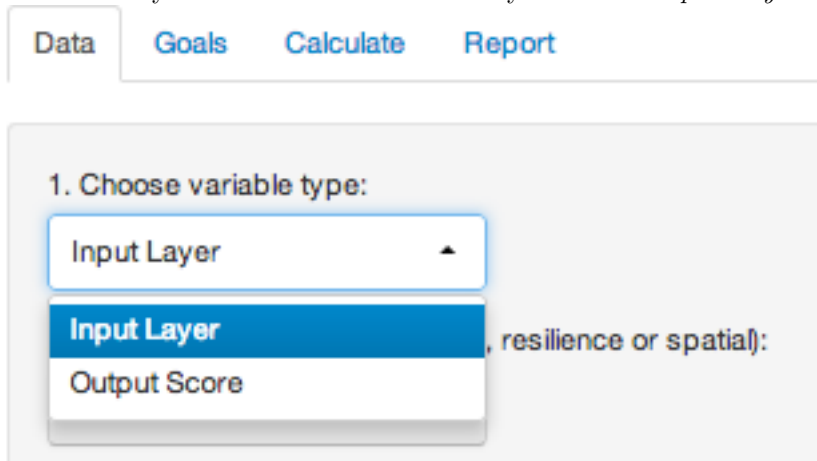 Data Goals Calculate Report
1. Choose variable type:
Input Layer
Input Layer
, resilience or spatial):
Output Score